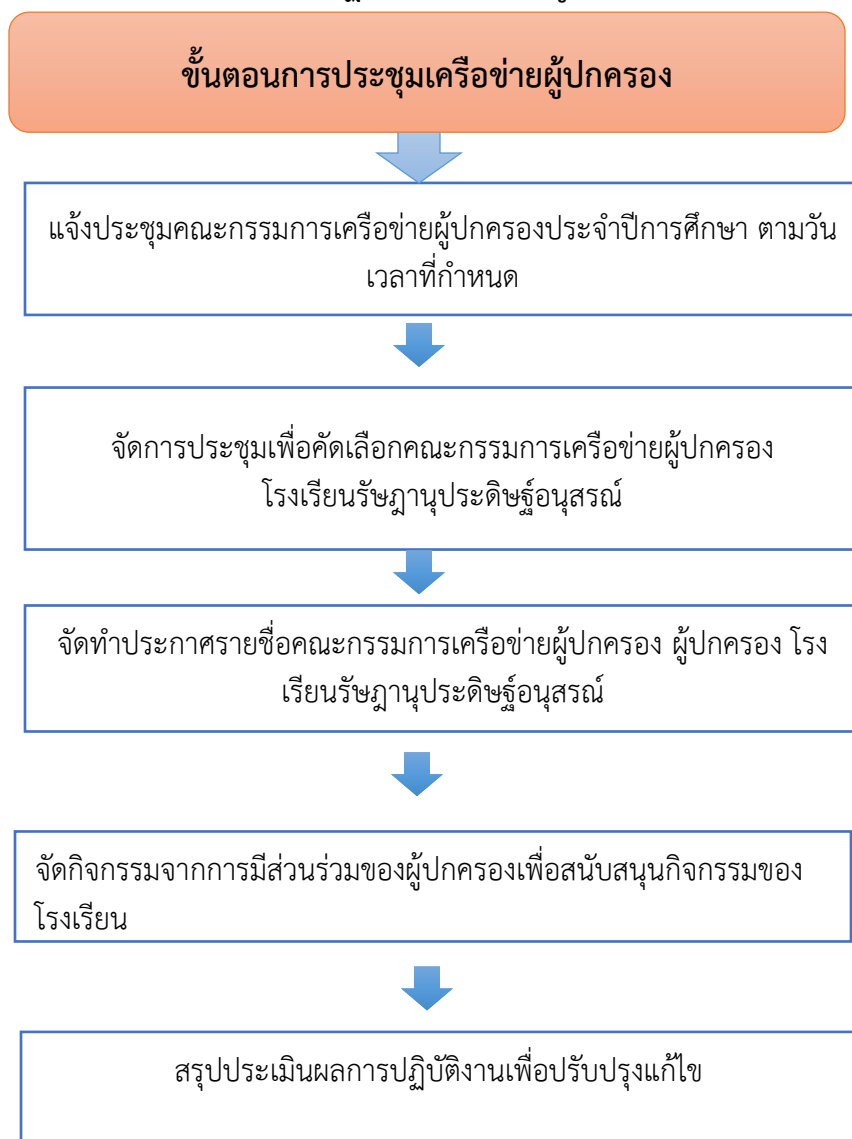 ขั้นตอนการประชุมเครือข่ายผู้ปกครอง
แจ้งประชุมคณะกรรมการเครือข่ายผู้ปกครองประจำปีการศึกษา ตามวัน
เวลาที่กำหนด
จัดการประชุมเพื่อคัดเลือกคณะกรรมการเครือข่ายผู้ปกครอง
โรงเรียนรัษฎานุประดิษฐ์อนุสรณ์
จัดทำประกาศรายชื่อคณะกรรมการเครือข่ายผู้ปกครอง ผู้ปกครอง โรง
เรียนรัษฎานุประดิษฐ์อนุสรณ์
จัดกิจกรรมจากการมีส่วนร่วมของผู้ปกครองเพื่อสนับสนุนกิจกรรมของ
โรงเรียน
สรุปประเมินผลการปฏิบัติงานเพื่อปรับปรุงแก้ไข